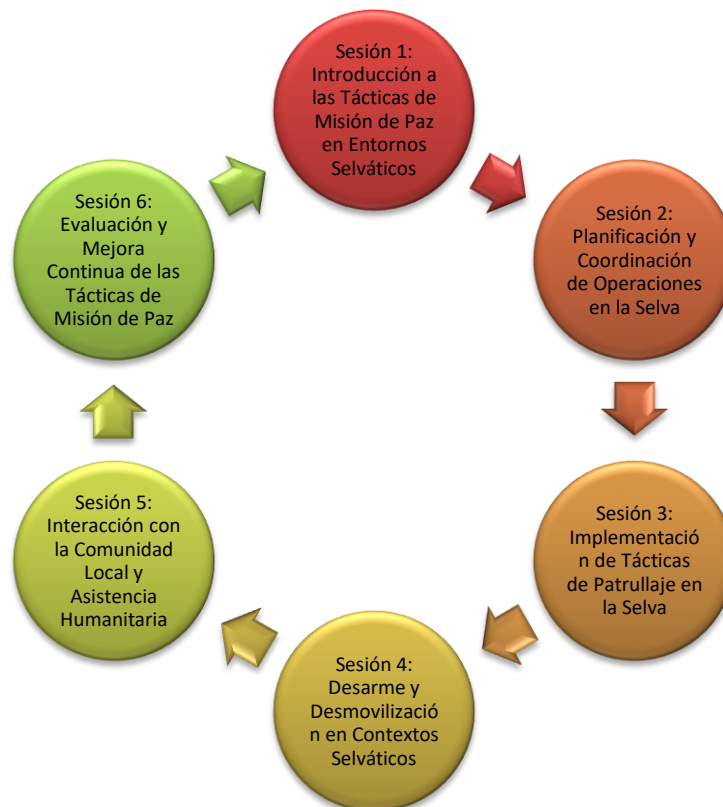 Sesión 1:
Introducción a
las Tácticas de
Misión de Paz
en Entornos
Selváticos
Sesión 2:
Planificación y
Coordinación
de Operaciones
en la Selva
Sesión 3:
Implementació
n de Tácticas
de Patrullaje en
la Selva
Sesión 4:
Desarme y
Desmovilizació
n en Contextos
Selváticos
Sesión 5:
Interacción con
la Comunidad
Local y
Asistencia
Humanitaria
Sesión 6:
Evaluación y
Mejora
Continua de las
Tácticas de
Misión de Paz